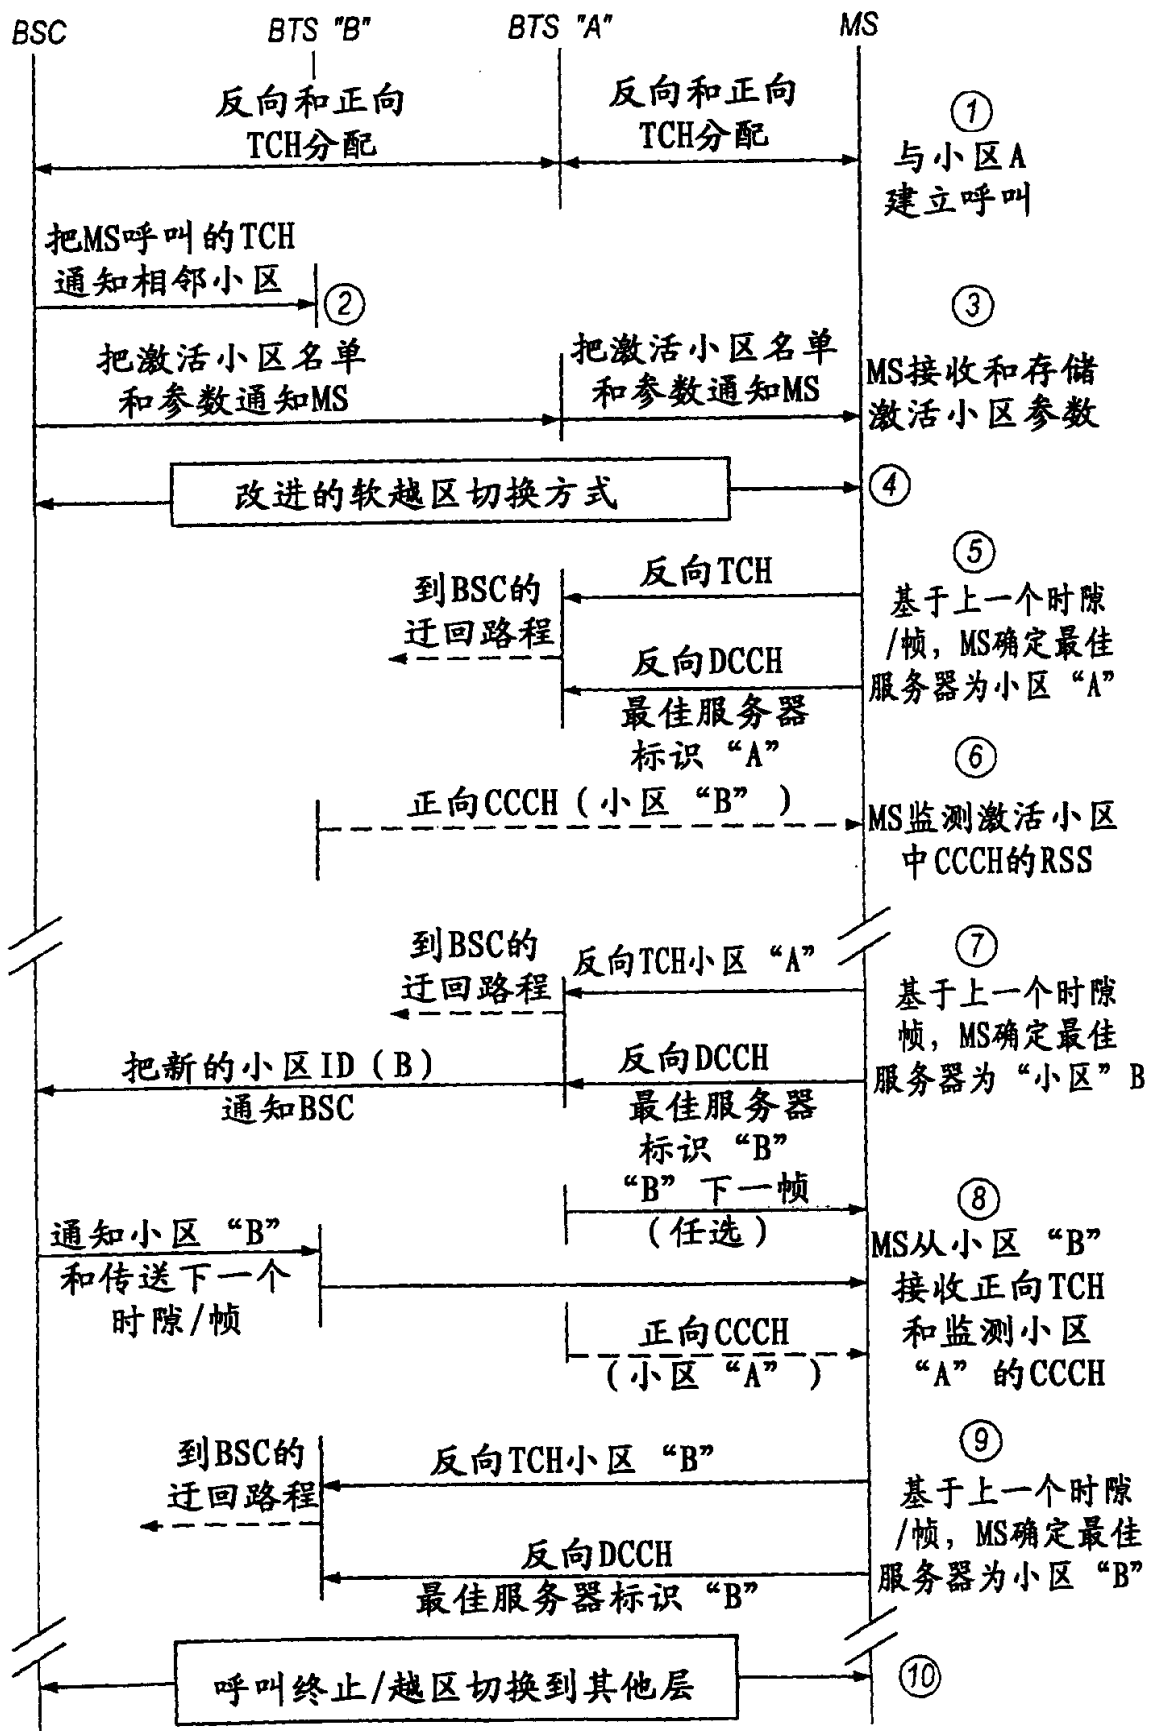 BSC
BTS "B"
BTS "A"
MS
反向和正向
TCH分配
反向和正向
TCH分配
①
与小区A
建立呼叫
把MS呼叫的TCH
通知相邻小区
②
③
把激活小区名单
和参数通知MS
把激活小区名单
和参数通知MS
MS接收和存储
激活小区参数
改进的软越区切换方式
④
⑤
反向TCH
到BSC的
迂回路程
基于上一个时隙
/帧，MS确定最佳
服务器为小区“A”
反向DCCH
最佳服务器
标识“A”
⑥
正向CCCH（小区“B”）
MS监测激活小区
中CCCH的RSS
⑦
到BSC的
迂回路程
反向TCH小区“A”
基于上一个时隙
帧，MS确定最佳
服务器为“小区”B
把新的小区ID（B）
通知BSC
反向DCCH
最佳服务器
标识“B”
“B”下一帧
（任选）
⑧
通知小区“B”
和传送下一个
时隙/帧
MS从小区“B”
接收正向TCH
和监测小区
“A”的CCCH
正向CCCH
（小区“A”）
⑨
到BSC的
迂回路程
反向TCH小区“B”
基于上一个时隙
/帧，MS确定最佳
服务器为小区“B”
反向DCCH
最佳服务器标识“B”
呼叫终止/越区切换到其他层
⑩